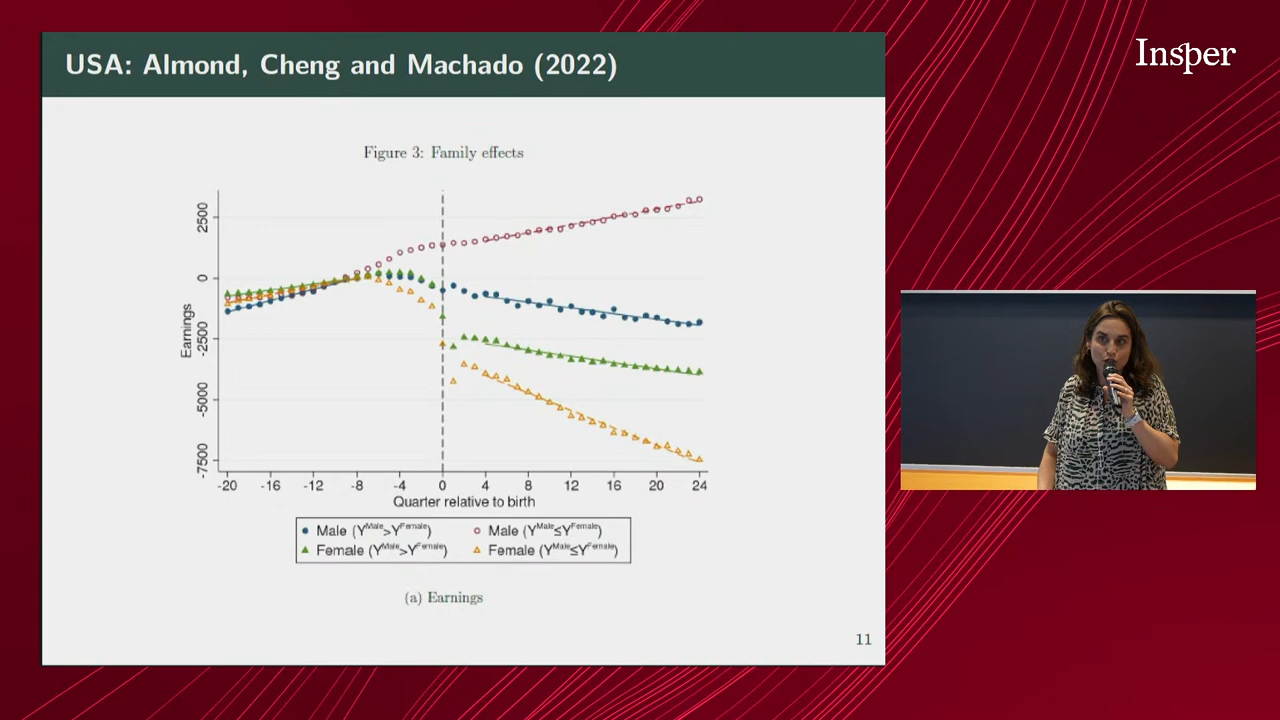 USA: Almond, Cheng and Machado (2022)
Insper
Figure 3: Family effects
2500
0
-2500
-5000
-7500
Earnings
-20 -16 -12 -8 -4 0 4 8 12 16 20 24
Quarter relative to birth
Male (Y^Male>Y^Female) Male (Y^Male≤Y^Female)
Female (Y^Male>Y^Female) Female (Y^Male≤Y^Female)
(a) Earnings
11